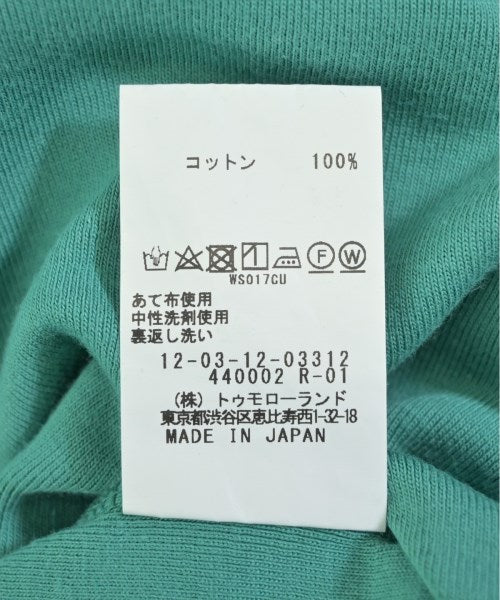 コットン 100%
WS017CU
あて布使用
中性洗剤使用
裏返し洗い
12-03-12-03312
440002 R-01
(株) トゥモローランド
東京都渋谷区恵比寿西1-32-18
MADE IN JAPAN